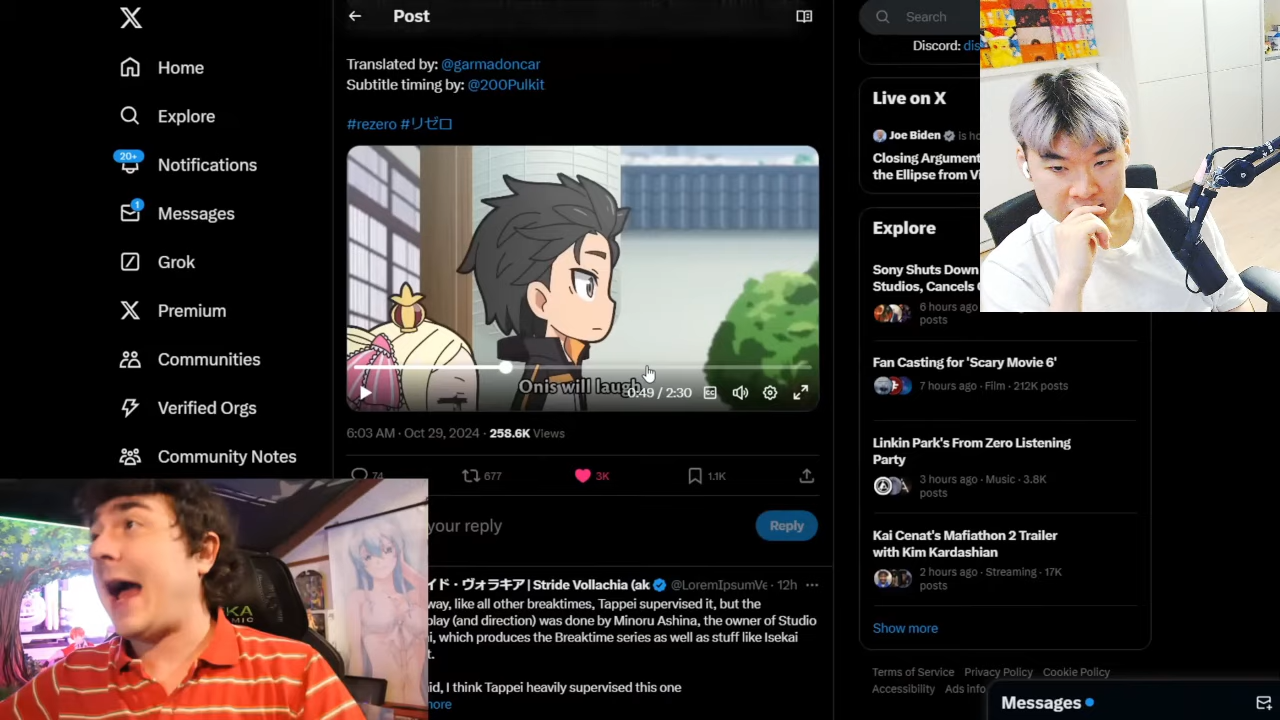 Home
Explore
20+
Notifications
1
Messages
Grok
Premium
Communities
Verified Orgs
Community Notes
Post
Translated by: @garmadoncar
Subtitle timing by: @200Pulkit
#rezero #リゼロ
Onis will laugh
0:49 / 2:30
6:03 AM · Oct 29, 2024 · 258.6K Views
74
677
3K
1.1K
your reply
Reply
イド・ヴォラキア | Stride Vollachia (ak @LoremIpsumVe · 12h
way, like all other breaktimes, Tappei supervised it, but the
play (and direction) was done by Minoru Ashina, the owner of Studio
which produces the Breaktime series as well as stuff like Isekai
I think Tappei heavily supervised this one
Search
Discord:
Live on X
Joe Biden is
Closing Argument
the Ellipse from
Explore
Sony Shuts Down
Studios, Cancels
6 hours ago ·
posts
Fan Casting for 'Scary Movie 6'
7 hours ago · Film · 212K posts
Linkin Park's From Zero Listening
Party
3 hours ago · Music · 3.8K
posts
Kai Cenat's Mafiathon 2 Trailer
with Kim Kardashian
2 hours ago · Streaming · 17K
posts
Show more
Terms of Service Privacy Policy Cookie Policy
Accessibility Ads info
Messages